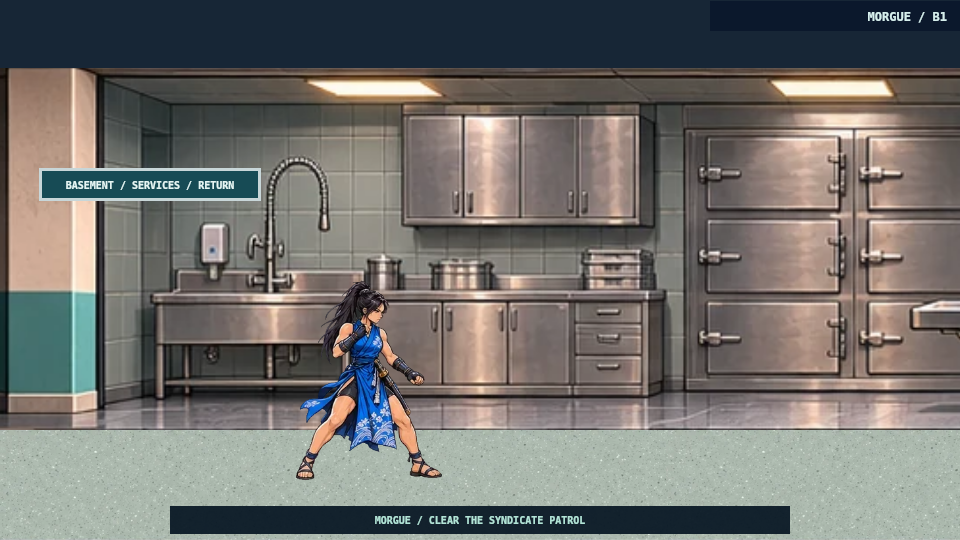 MORGUE / B1
BASEMENT / SERVICES / RETURN
MORGUE / CLEAR THE SYNDICATE PATROL